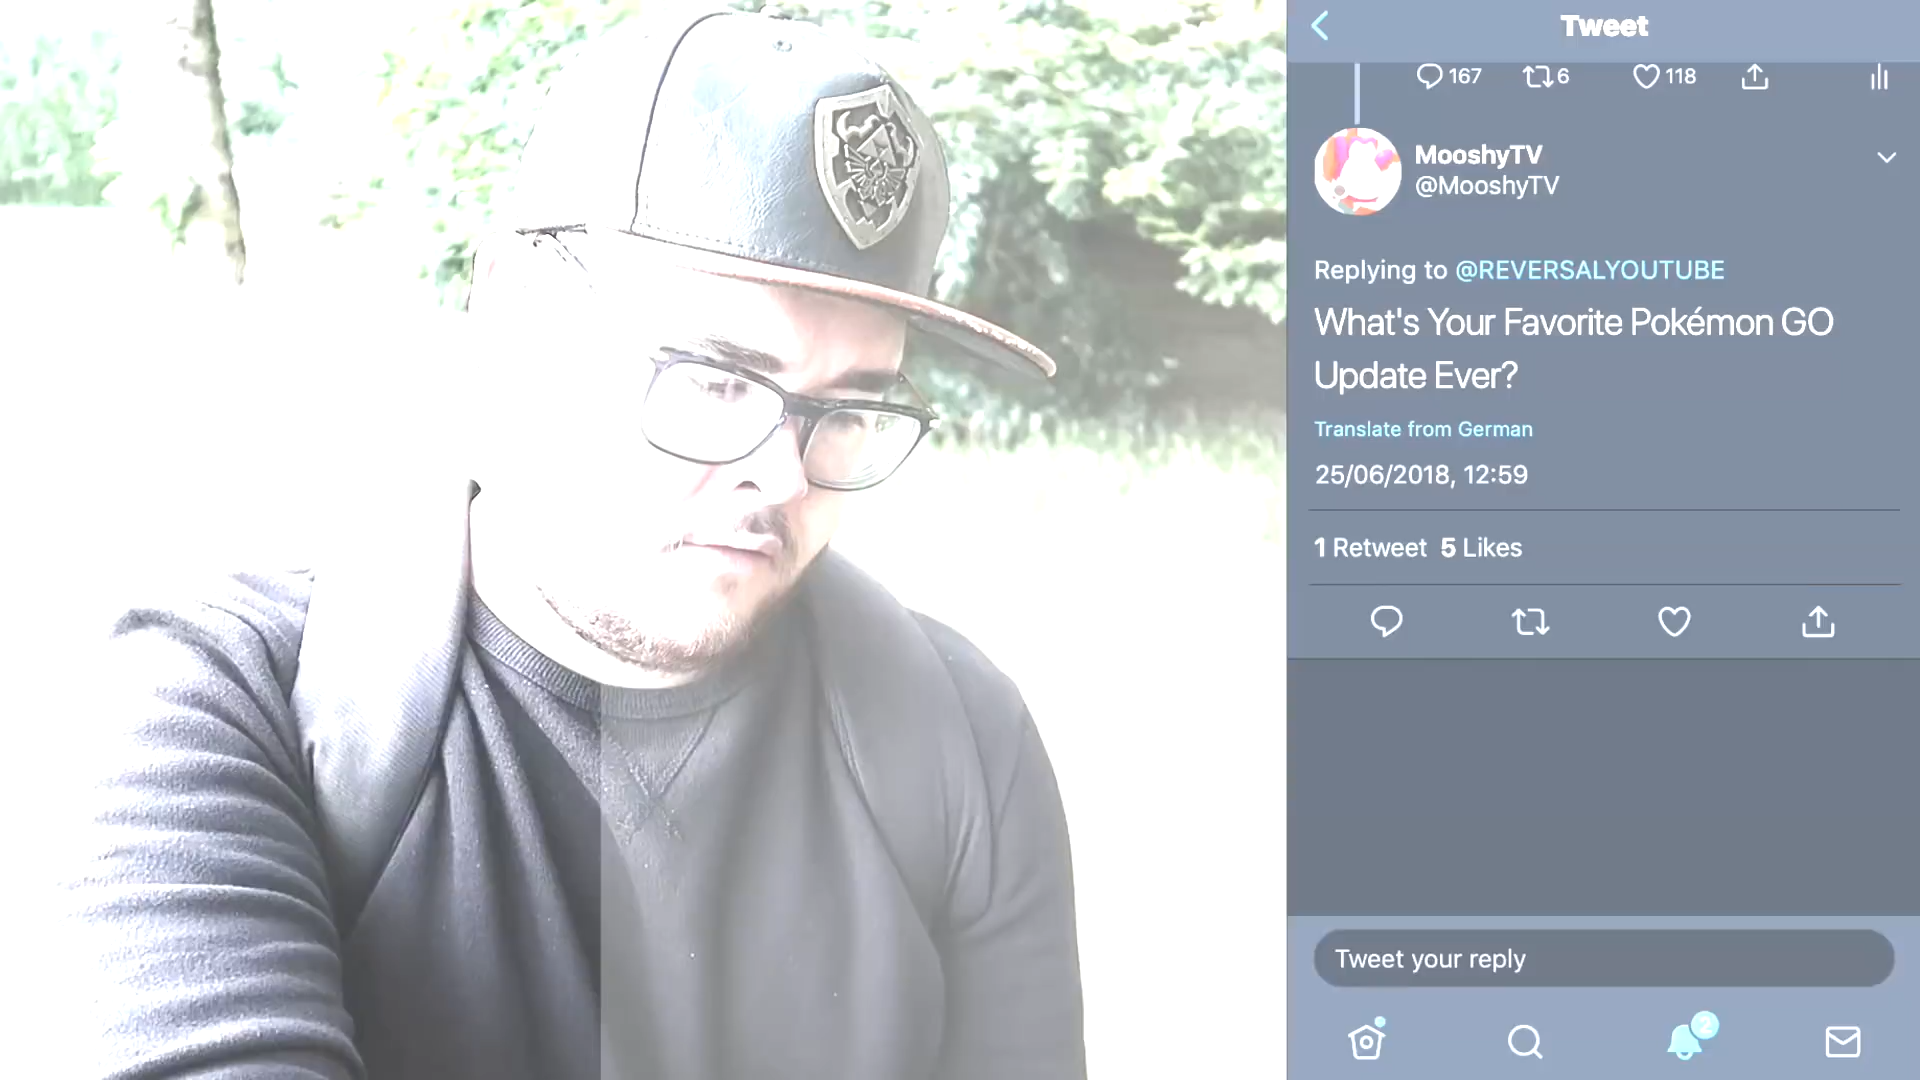 Tweet
167 6 118
MooshyTV
@MooshyTV
Replying to @REVERSALYOUTUBE
What's Your Favorite Pokémon GO
Update Ever?
Translate from German
25/06/2018, 12:59
1 Retweet 5 Likes
Tweet your reply
2